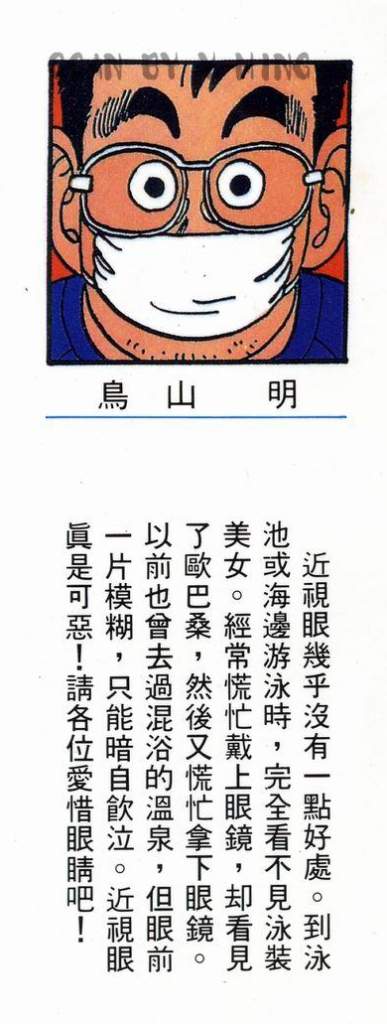 SCAN BY X MING
鳥山 明
近視眼幾乎沒有一點好處。到泳
池或海邊游泳時，完全看不見泳裝
美女。經常慌忙戴上眼鏡，却看見
了歐巴桑，然後又慌忙拿下眼鏡。
以前也曾去過混浴的溫泉，但眼前
一片模糊，只能暗自飲泣。近視眼
眞是可惡！請各位愛惜眼睛吧！